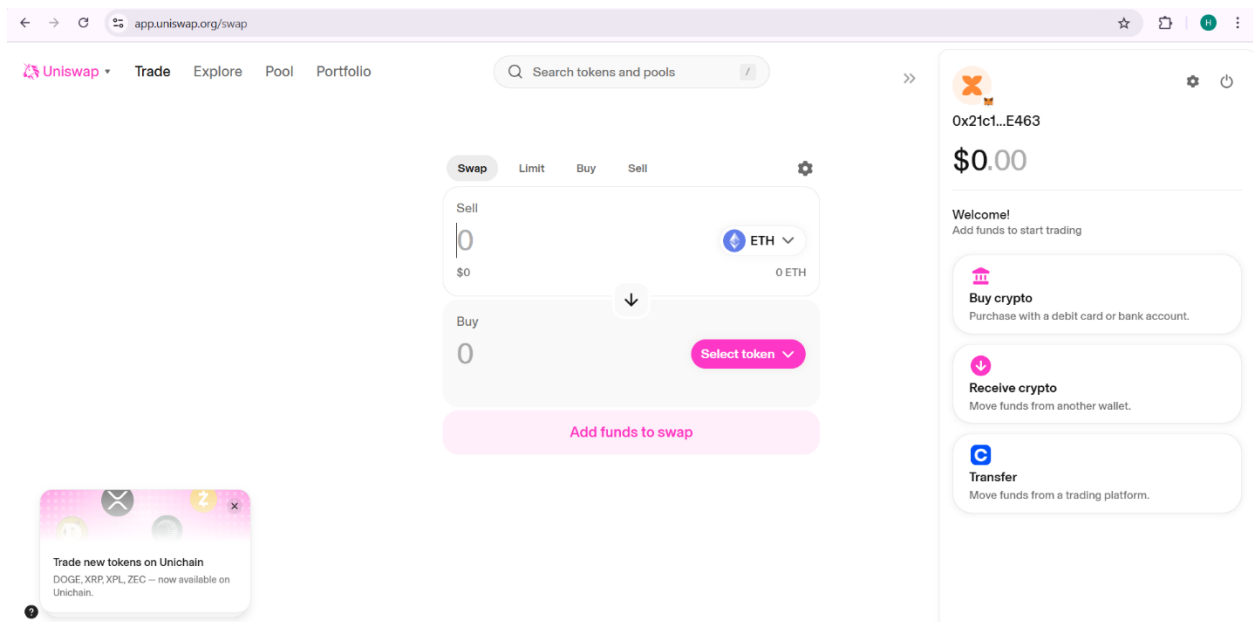 app.uniswap.org/swap
H
Uniswap
Trade
Explore
Pool
Portfolio
Search tokens and pools
/
0x21c1...E463
$0.00
Swap
Limit
Buy
Sell
Sell
0
ETH
$0
0 ETH
Buy
0
Select token
Add funds to swap
Welcome!
Add funds to start trading
Buy crypto
Purchase with a debit card or bank account.
Receive crypto
Move funds from another wallet.
Transfer
Move funds from a trading platform.
Trade new tokens on Unichain
DOGE, XRP, XPL, ZEC — now available on
Unichain.
?